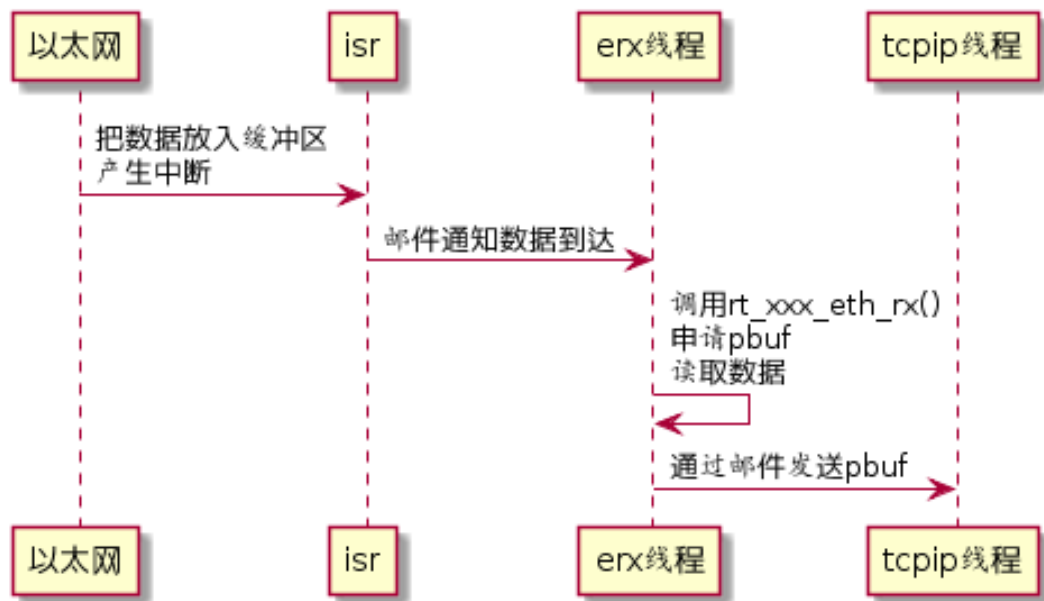 以太网
isr
erx线程
tcpip线程
把数据放入缓冲区
产生中断
邮件通知数据到达
调用rt_xxx_eth_rx()
申请pbuf
读取数据
通过邮件发送pbuf
以太网
isr
erx线程
tcpip线程